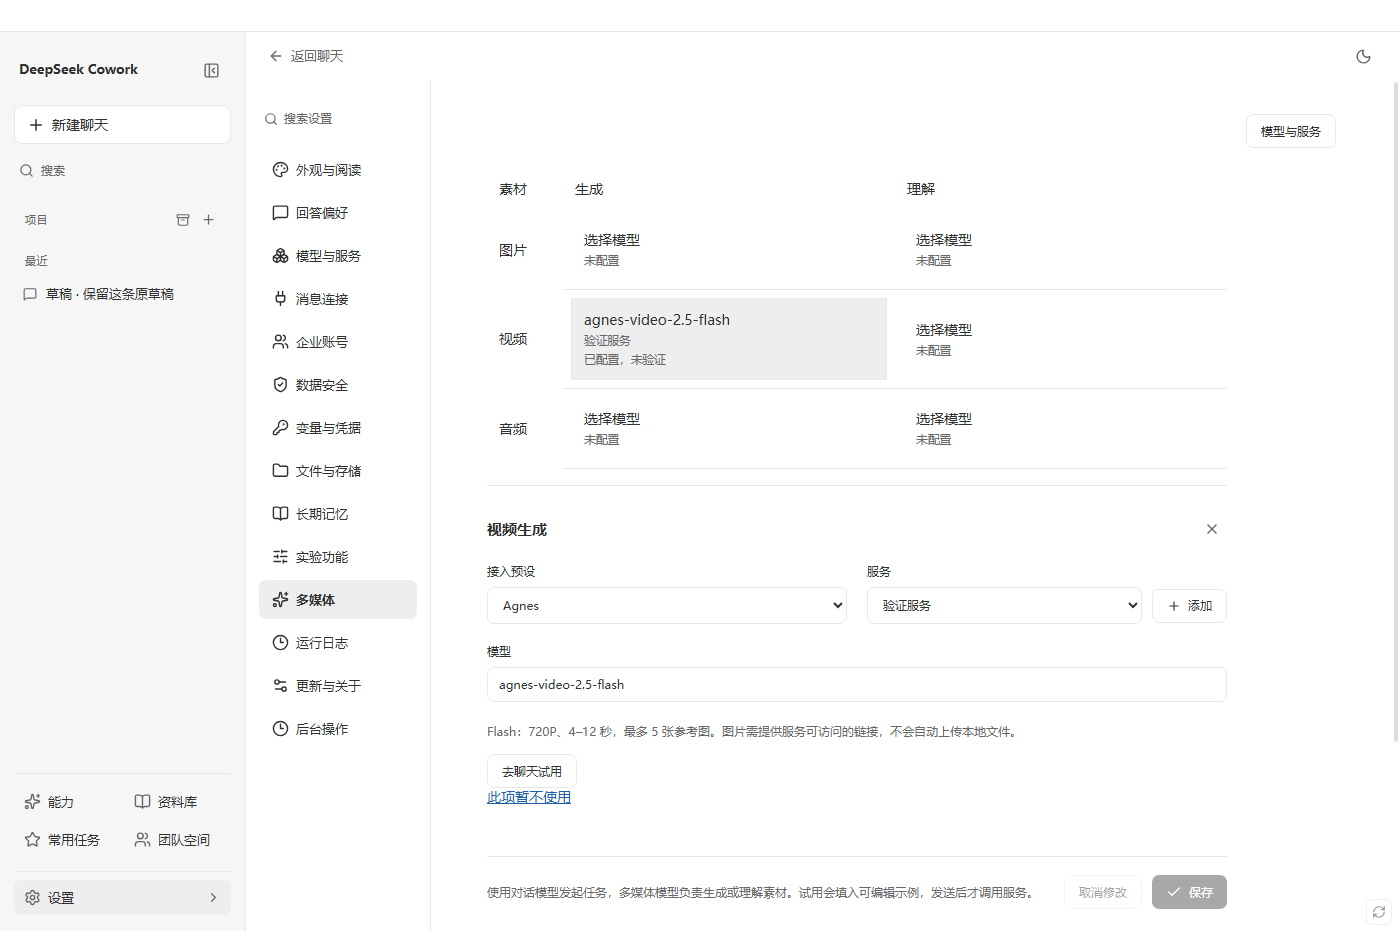 DeepSeek Cowork
新建聊天
搜索
项目
最近
草稿 · 保留这条原草稿
能力
资料库
常用任务
团队空间
设置
返回聊天
搜索设置
外观与阅读
回答偏好
模型与服务
消息连接
企业账号
数据安全
变量与凭据
文件与存储
长期记忆
实验功能
多媒体
运行日志
更新与关于
后台操作
模型与服务
素材 生成 理解
图片
选择模型
未配置
选择模型
未配置
视频
agnes-video-2.5-flash
验证服务
已配置，未验证
选择模型
未配置
音频
选择模型
未配置
选择模型
未配置
视频生成
接入预设
Agnes
服务
验证服务
添加
模型
agnes-video-2.5-flash
Flash：720P、4–12 秒，最多 5 张参考图。图片需提供服务可访问的链接，不会自动上传本地文件。
去聊天试用
此项暂不使用
使用对话模型发起任务，多媒体模型负责生成或理解素材。试用会填入可编辑示例，发送后才调用服务。
取消修改
保存